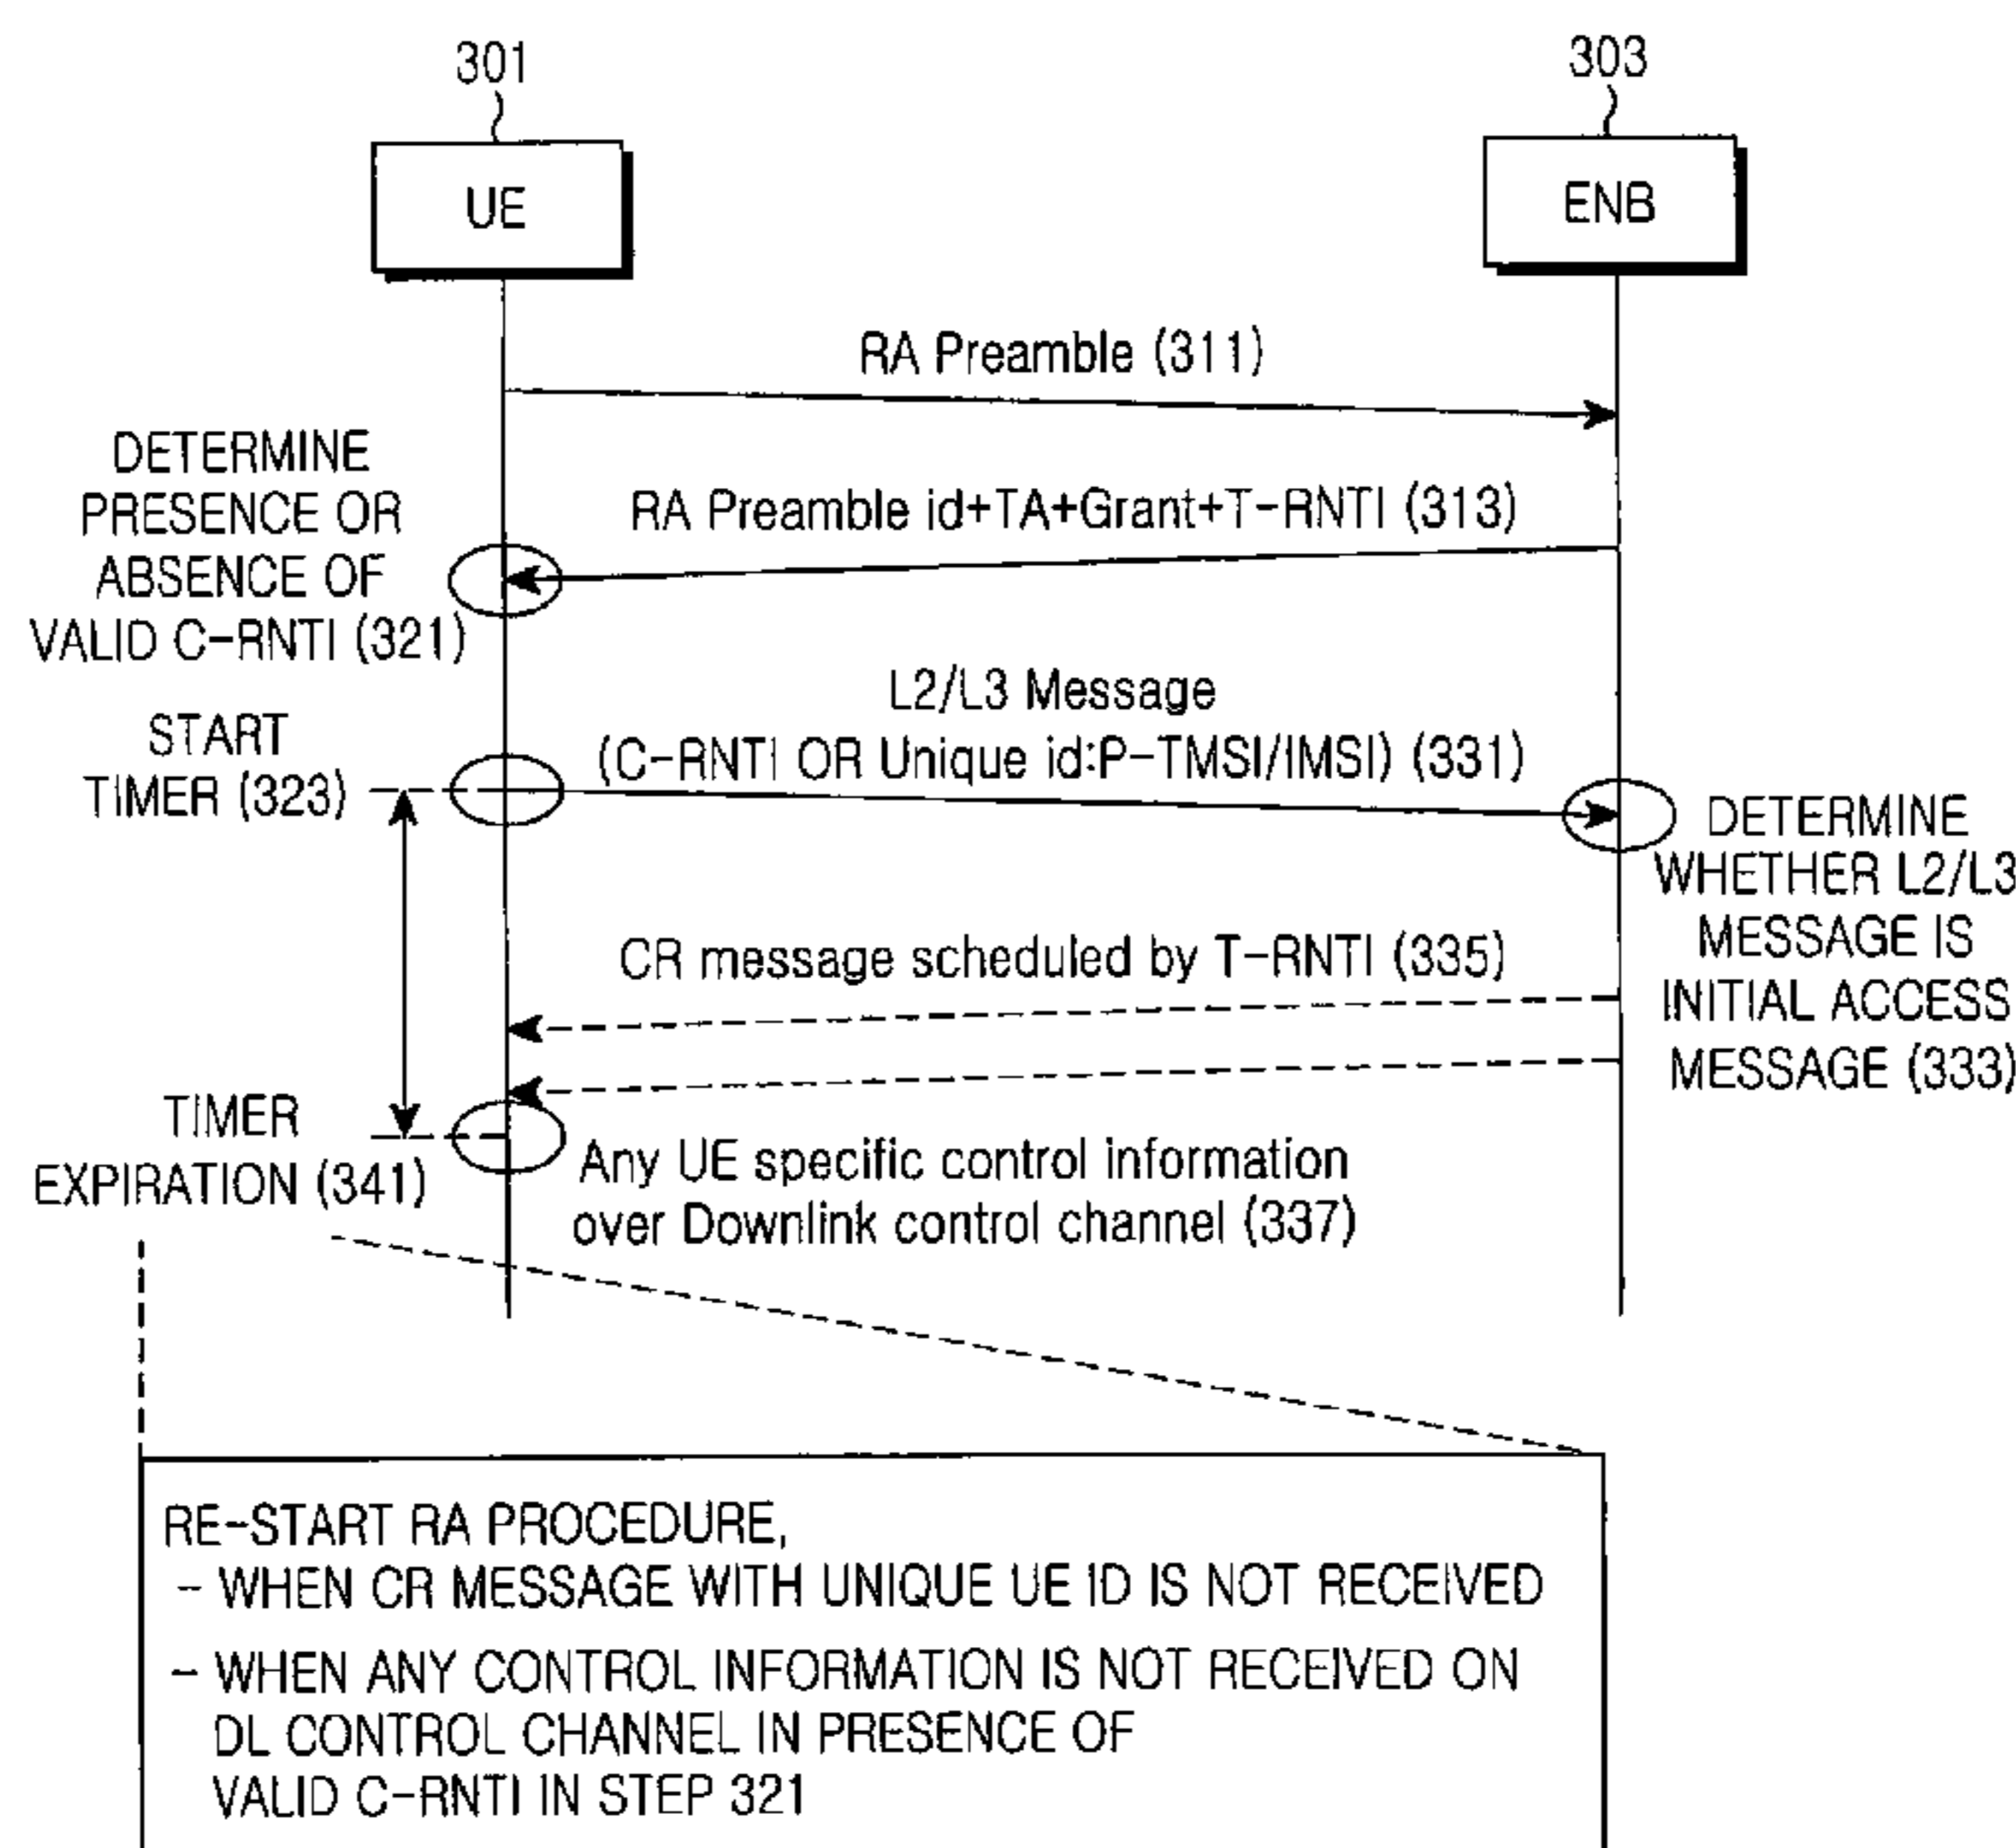 301
303
UE
ENB
RA Preamble (311)
DETERMINE
PRESENCE OR
ABSENCE OF
VALID C-RNTI (321)
RA Preamble id+TA+Grant+T-RNTI (313)
L2/L3 Message
(C-RNTI OR Unique id:P-TMSI/IMSI) (331)
START
TIMER (323)
DETERMINE
WHETHER L2/L3
MESSAGE IS
INITIAL ACCESS
MESSAGE (333)
CR message scheduled by T-RNTI (335)
TIMER
EXPIRATION (341)
Any UE specific control information
over Downlink control channel (337)
RE-START RA PROCEDURE,
- WHEN CR MESSAGE WITH UNIQUE UE ID IS NOT RECEIVED
- WHEN ANY CONTROL INFORMATION IS NOT RECEIVED ON
DL CONTROL CHANNEL IN PRESENCE OF
VALID C-RNTI IN STEP 321